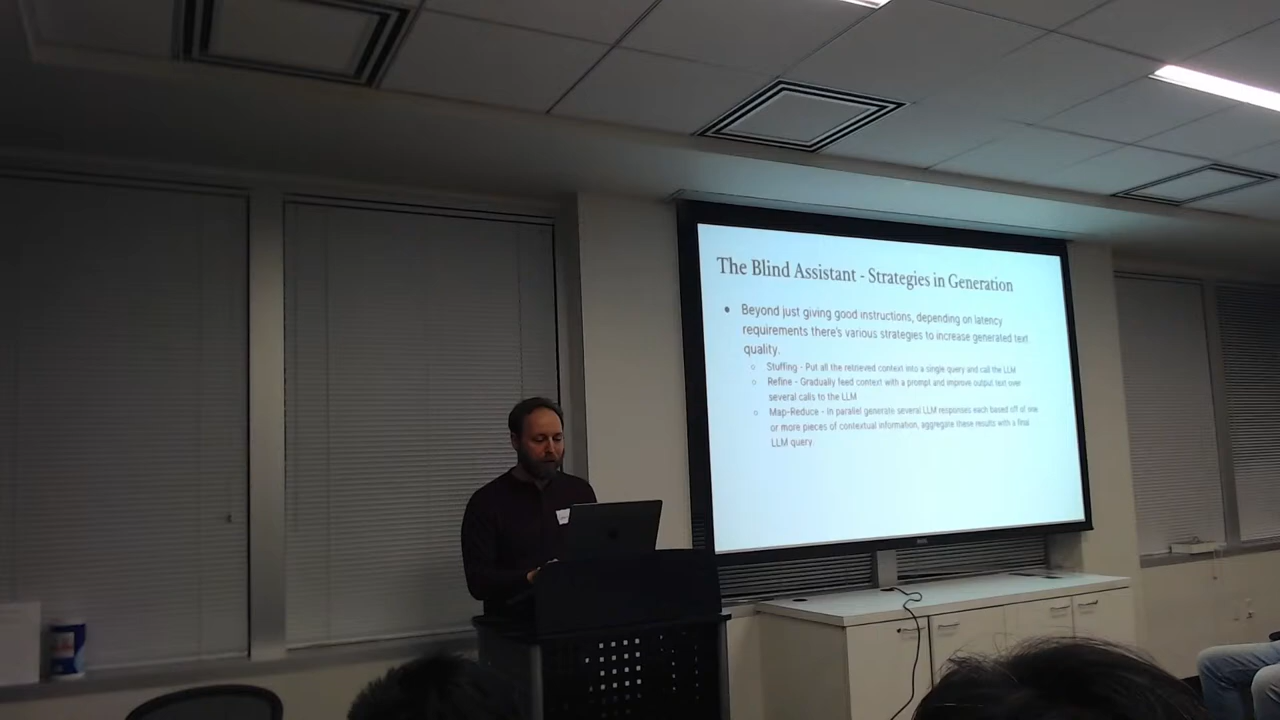 The Blind Assistant - Strategies in Generation
Beyond just giving good instructions, depending on latency
requirements there's various strategies to increase generated text
quality.
Stuffing - Put all the retrieved context into a single query and call the LLM
Refine - Gradually feed context with a prompt and improve output text over
several calls to the LLM
Map-Reduce - In parallel generate several LLM responses each based off of one
or more pieces of contextual information, aggregate these results with a final
LLM query